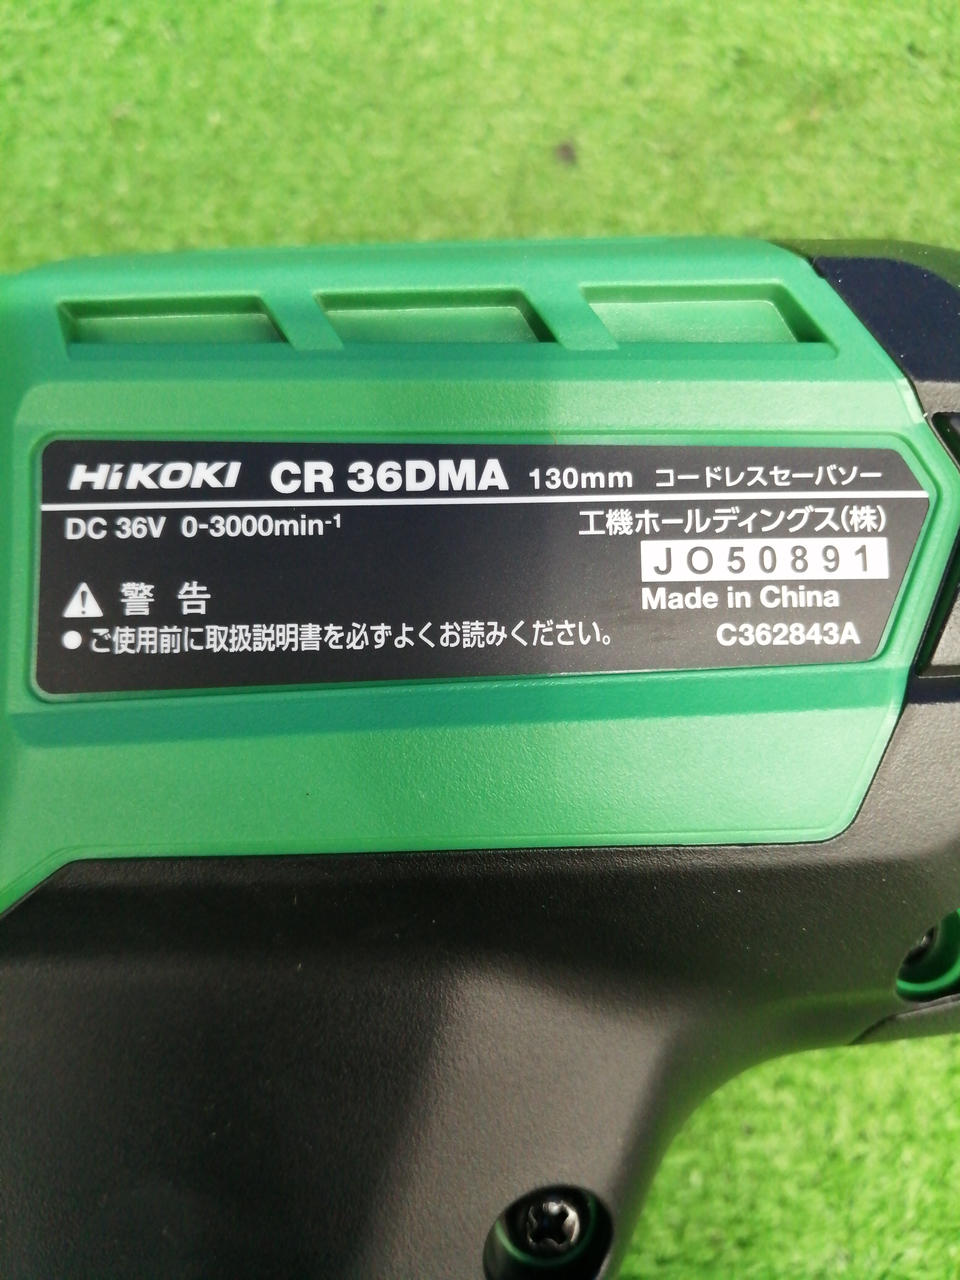 HiKOKI CR 36DMA 130mm コードレスセーバソー
DC 36V 0-3000min⁻¹ 工機ホールディングス(株)
JO50891
警告 Made in China
●ご使用前に取扱説明書を必ずよくお読みください。 C362843A